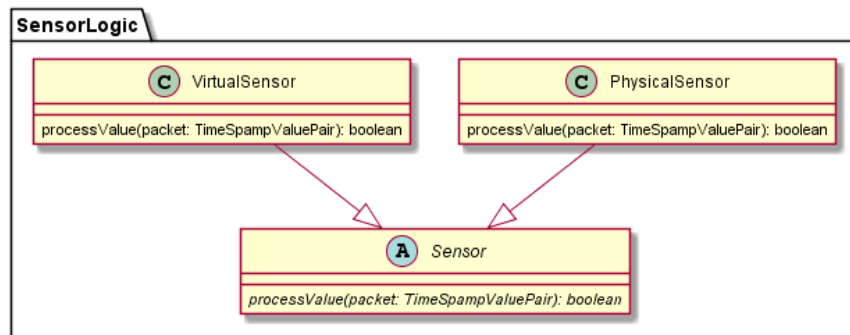 SensorLogic
C VirtualSensor
processValue(packet: TimeSpampValuePair): boolean
C PhysicalSensor
processValue(packet: TimeSpampValuePair): boolean
A Sensor
processValue(packet: TimeSpampValuePair): boolean